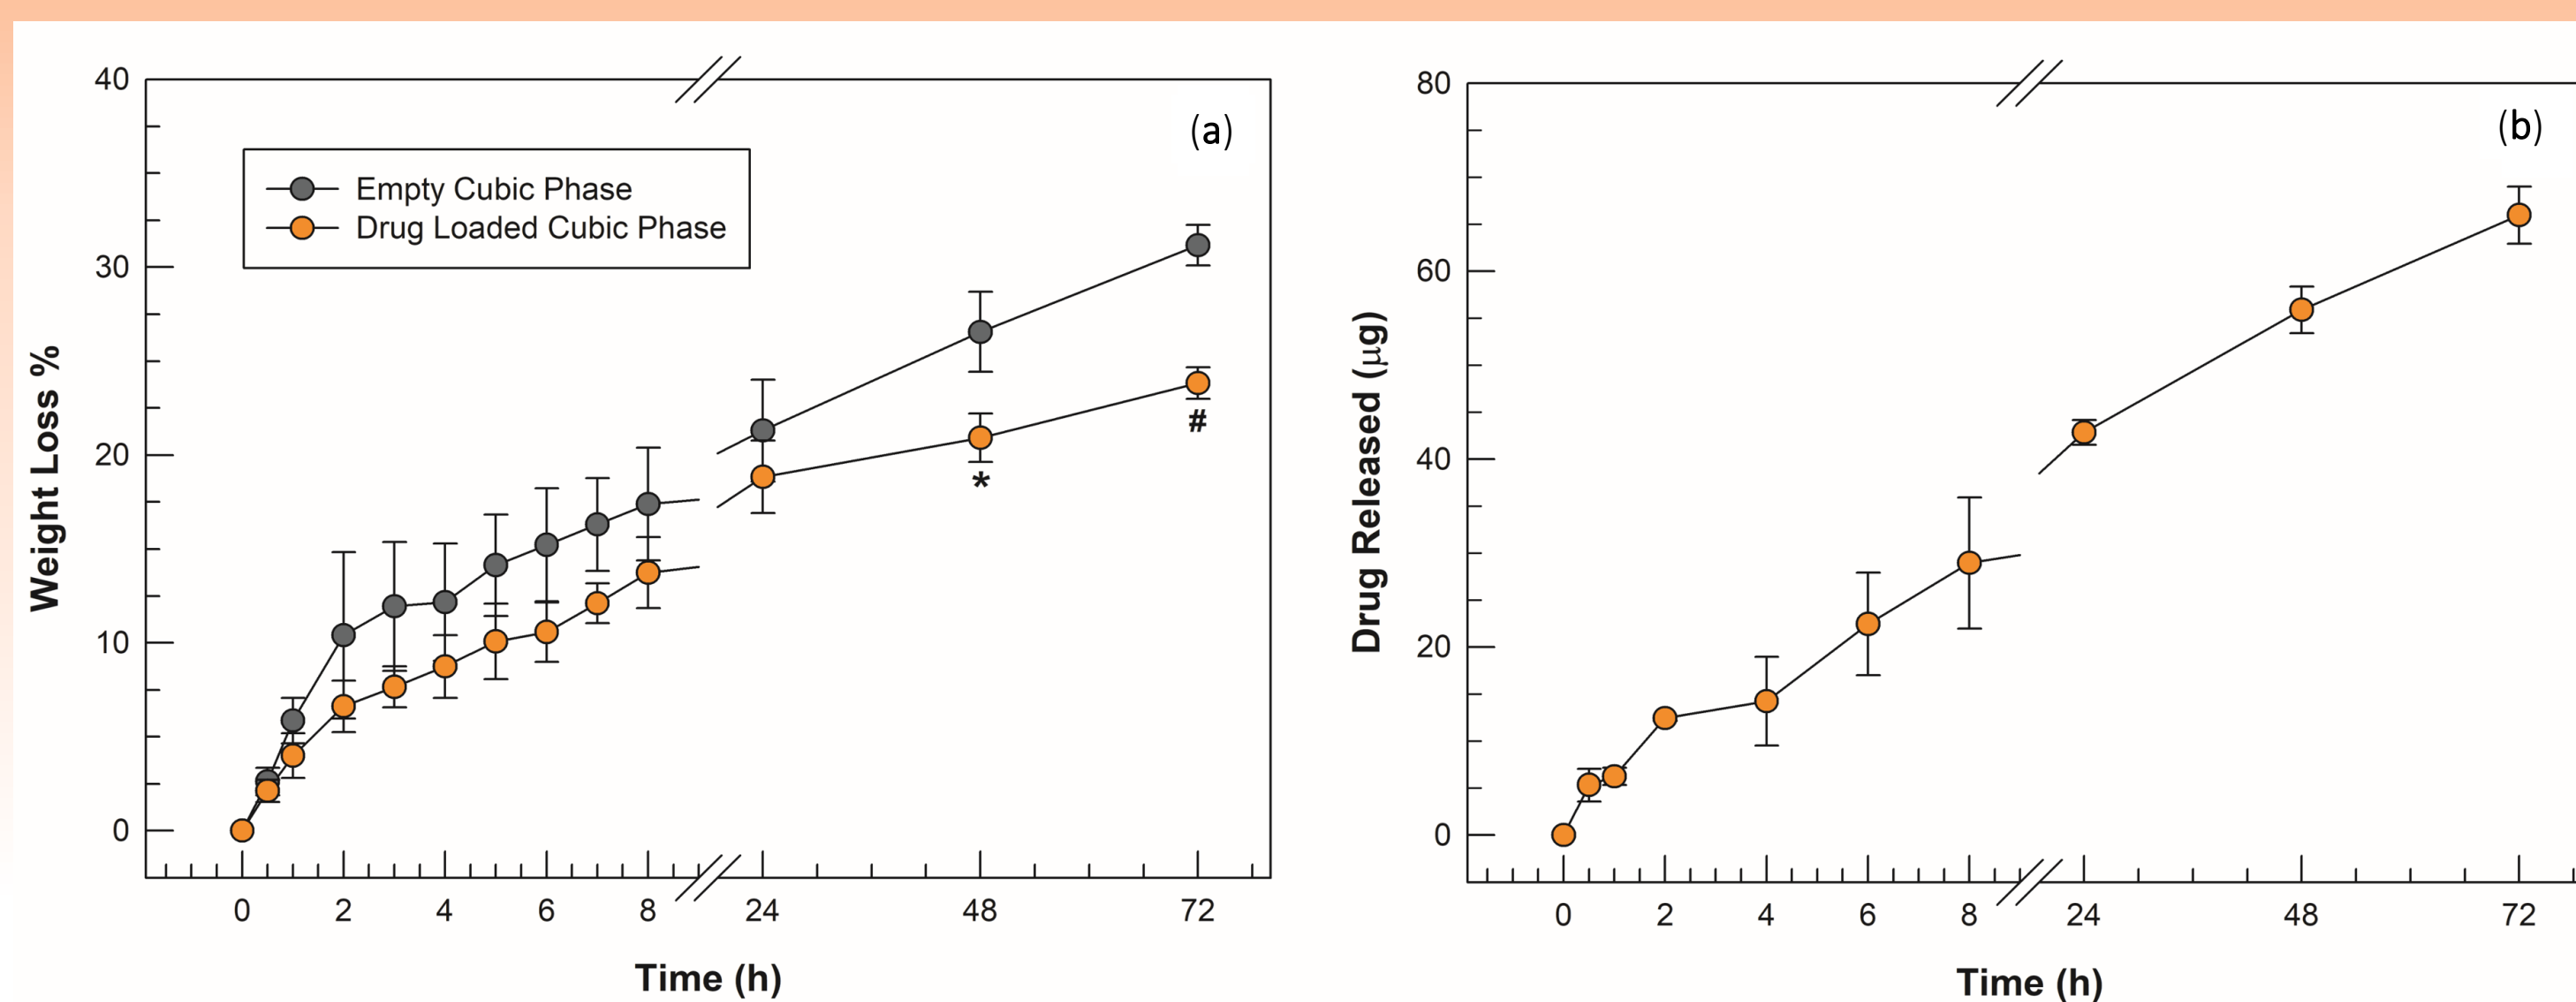 (a)
Empty Cubic Phase
Drug Loaded Cubic Phase
Weight Loss %
40
30
20
10
0
*
#
0 2 4 6 8 24 48 72
Time (h)
(b)
Drug Released (μg)
80
60
40
20
0
0 2 4 6 8 24 48 72
Time (h)